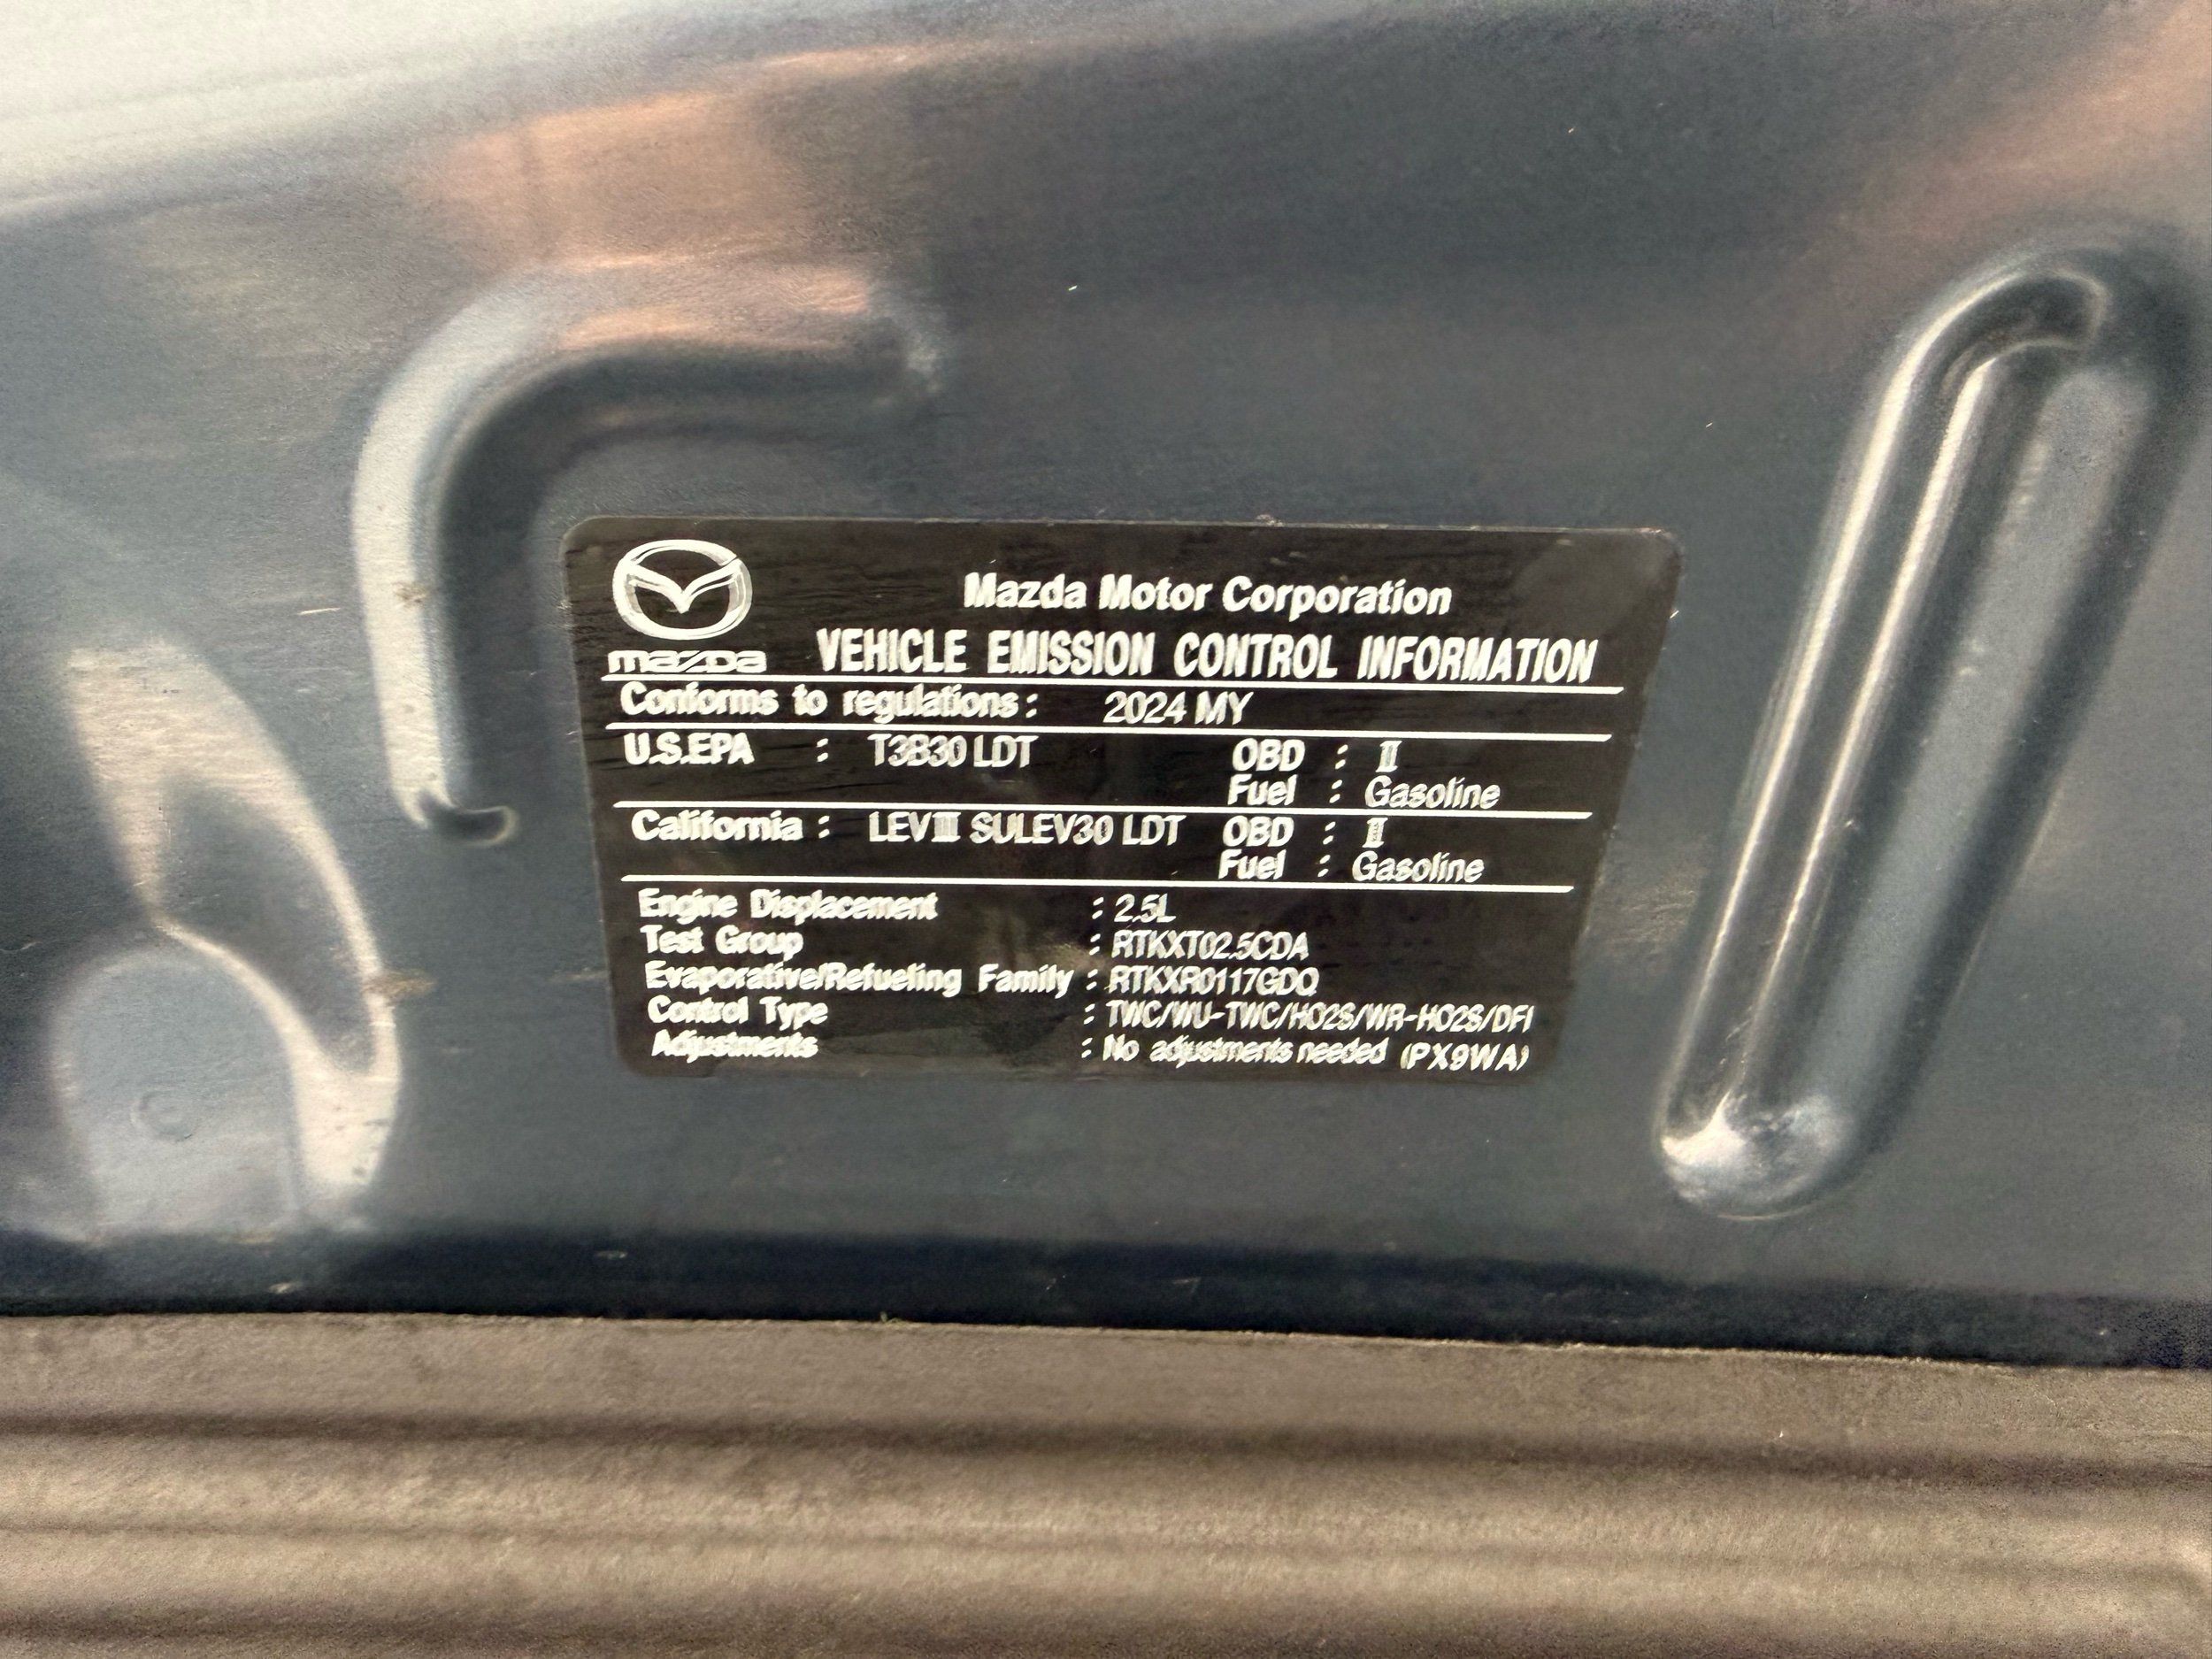 Mazda Motor Corporation
mazda VEHICLE EMISSION CONTROL INFORMATION
Conforms to regulations : 2024 MY
U.S.EPA : T3B30 LDT OBD : Ⅱ
Fuel : Gasoline
California : LEVⅢ SULEV30 LDT OBD : Ⅱ
Fuel : Gasoline
Engine Displacement : 2.5L
Test Group : RTKXT02.5CDA
Evaporative/Refueling Family : RTKXR0117GDQ
Control Type : TWC/WU-TWC/HO2S/WR-HO2S/DFI
Adjustments : No adjustments needed (PX9WA)